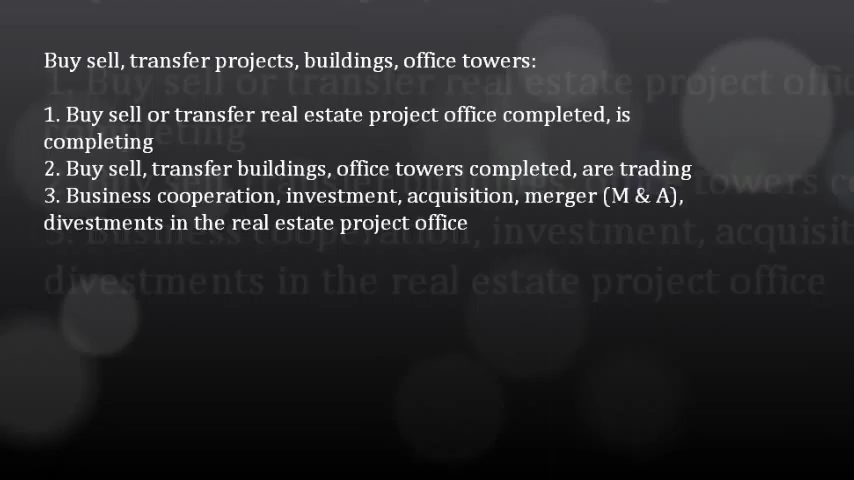 Buy sell, transfer projects, buildings, office towers:
1. Buy sell or transfer real estate project office completed, is
completing
2. Buy sell, transfer buildings, office towers completed, are trading
3. Business cooperation, investment, acquisition, merger (M & A),
divestments in the real estate project office